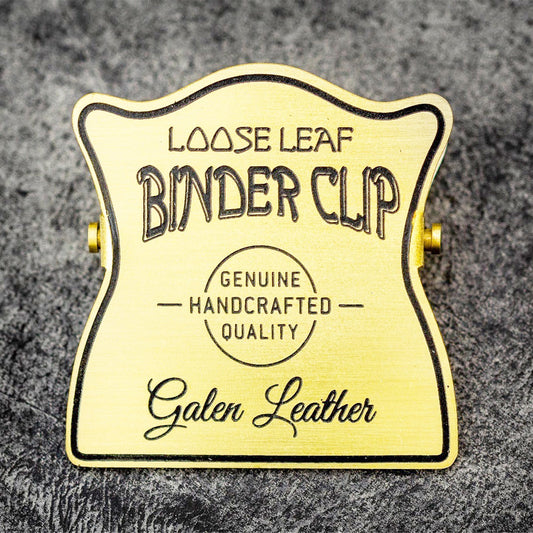 LOOSE LEAF
BINDER CLIP
GENUINE
HANDCRAFTED
QUALITY
Galen Leather